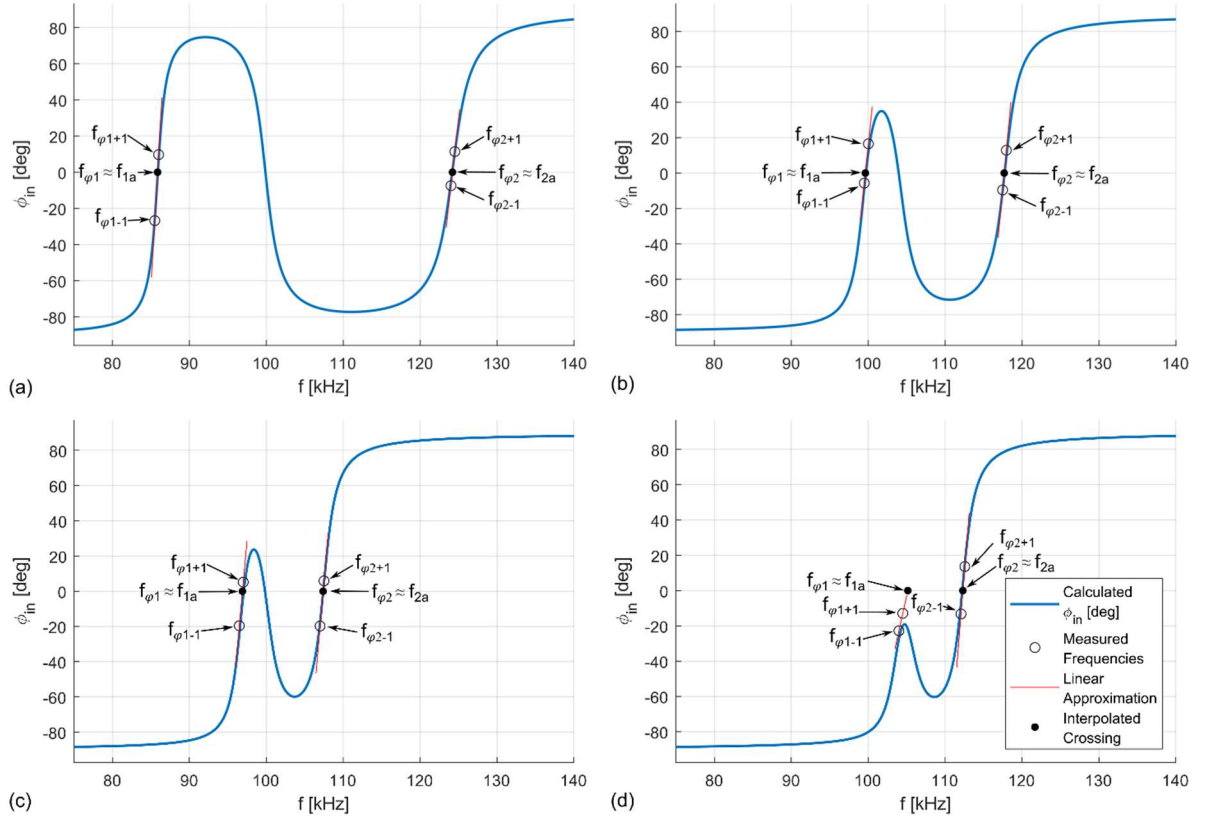 80
60
40
20
0
-20
-40
-60
-80
ϕin [deg]
fφ1+1
fφ1 ≈ f1a
fφ1-1
fφ2+1
fφ2 ≈ f2a
fφ2-1
80 90 100 110 120 130 140
f [kHz]
(a)
80
60
40
20
0
-20
-40
-60
-80
ϕin [deg]
fφ1+1
fφ1 ≈ f1a
fφ1-1
fφ2+1
fφ2 ≈ f2a
fφ2-1
80 90 100 110 120 130 140
f [kHz]
(b)
80
60
40
20
0
-20
-40
-60
-80
ϕin [deg]
fφ1+1
fφ1 ≈ f1a
fφ1-1
fφ2+1
fφ2 ≈ f2a
fφ2-1
80 90 100 110 120 130 140
f [kHz]
(c)
80
60
40
20
0
-20
-40
-60
-80
ϕin [deg]
fφ1 ≈ f1a
fφ1+1
fφ1-1
fφ2+1
fφ2 ≈ f2a
fφ2-1
Calculated
ϕin [deg]
Measured
Frequencies
Linear
Approximation
Interpolated
Crossing
80 90 100 110 120 130 140
f [kHz]
(d)